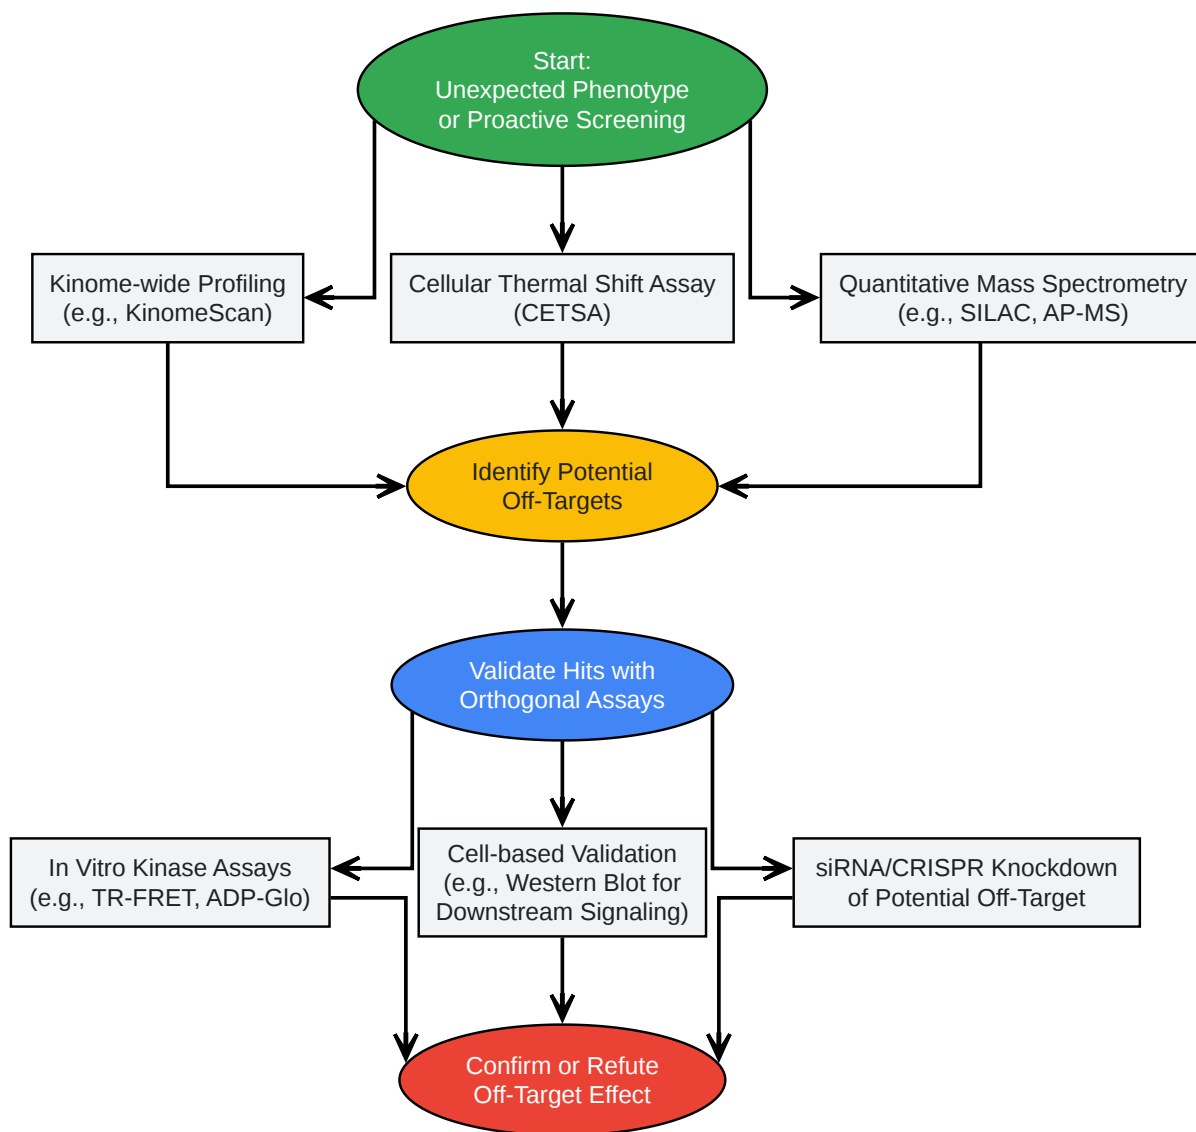 Start:
Unexpected Phenotype
or Proactive Screening
Kinome-wide Profiling
(e.g., KinomeScan)
Cellular Thermal Shift Assay
(CETSA)
Quantitative Mass Spectrometry
(e.g., SILAC, AP-MS)
Identify Potential
Off-Targets
Validate Hits with
Orthogonal Assays
In Vitro Kinase Assays
(e.g., TR-FRET, ADP-Glo)
Cell-based Validation
(e.g., Western Blot for
Downstream Signaling)
siRNA/CRISPR Knockdown
of Potential Off-Target
Confirm or Refute
Off-Target Effect